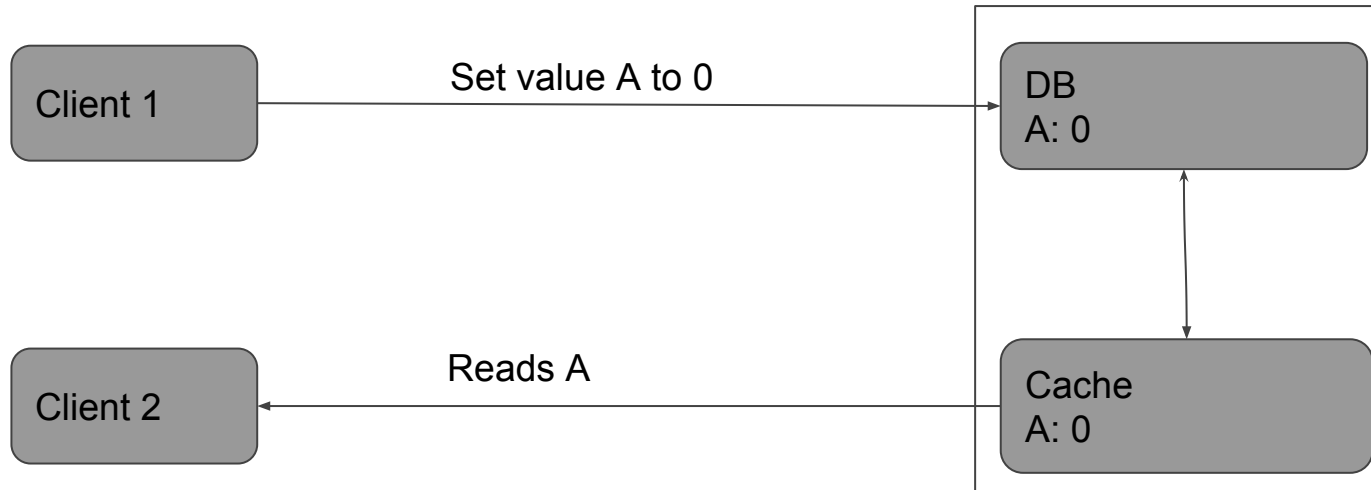 Client 1
Set value A to 0
DB
A: 0
Client 2
Reads A
Cache
A: 0